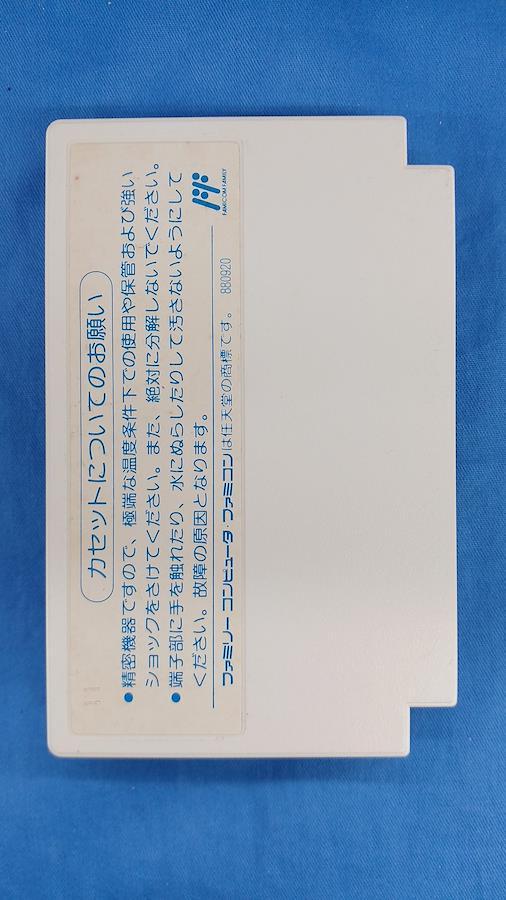 カセットについてのお願い
●精密機器ですので、極端な温度条件下での使用や保管および強い
ショックをさけてください。また、絶対に分解しないでください。
●端子部に手を触れたり、水にぬらしたりして汚さないようにして
ください。故障の原因となります。
FAMICOM FAMILY
ファミリー コンピュータ・ファミコンは任天堂の商標です。 880920